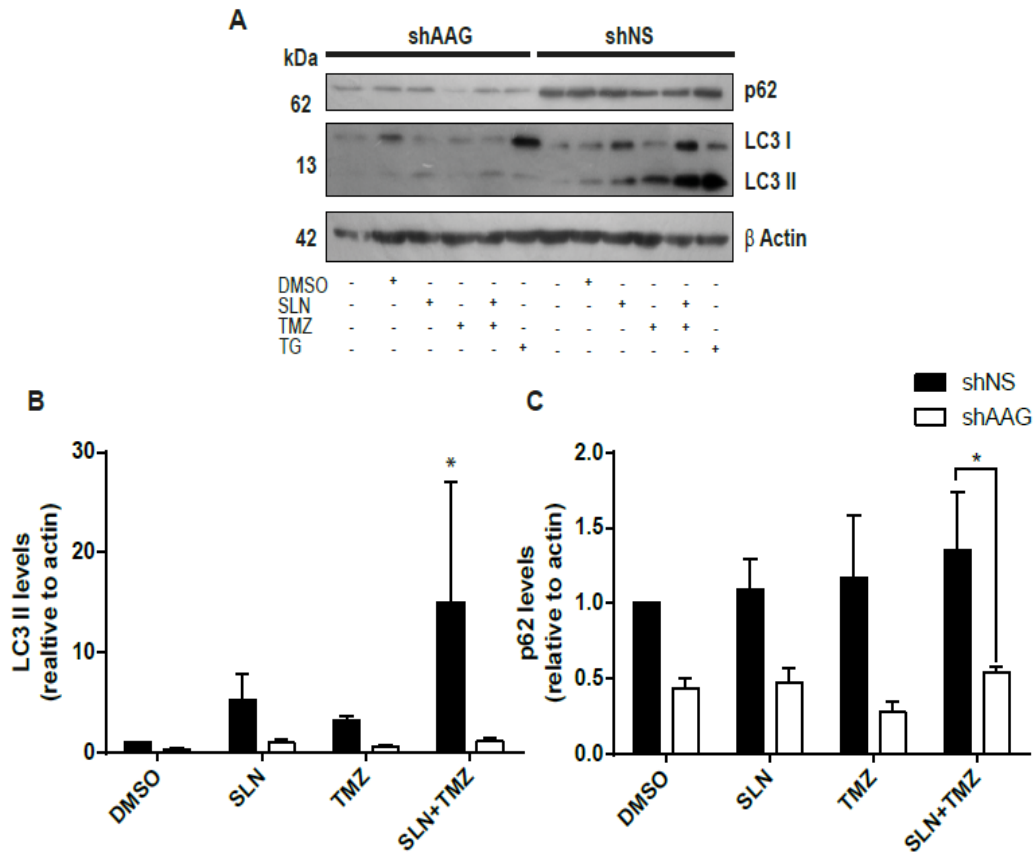 A
shAAG shNS
kDa
62 p62
LC3 I
13
LC3 II
42 β Actin
DMSO - + - - - - - + - - - -
SLN - - + - + - - - + - + -
TMZ - - - + + - - - - + + -
TG - - - - - + - - - - - +
shNS
shAAG
B
LC3 II levels
(realtive to actin)
30
20
10
0
*
DMSO SLN TMZ SLN+TMZ
C
p62 levels
(relative to actin)
2.0
1.5
1.0
0.5
0.0
*
DMSO SLN TMZ SLN+TMZ